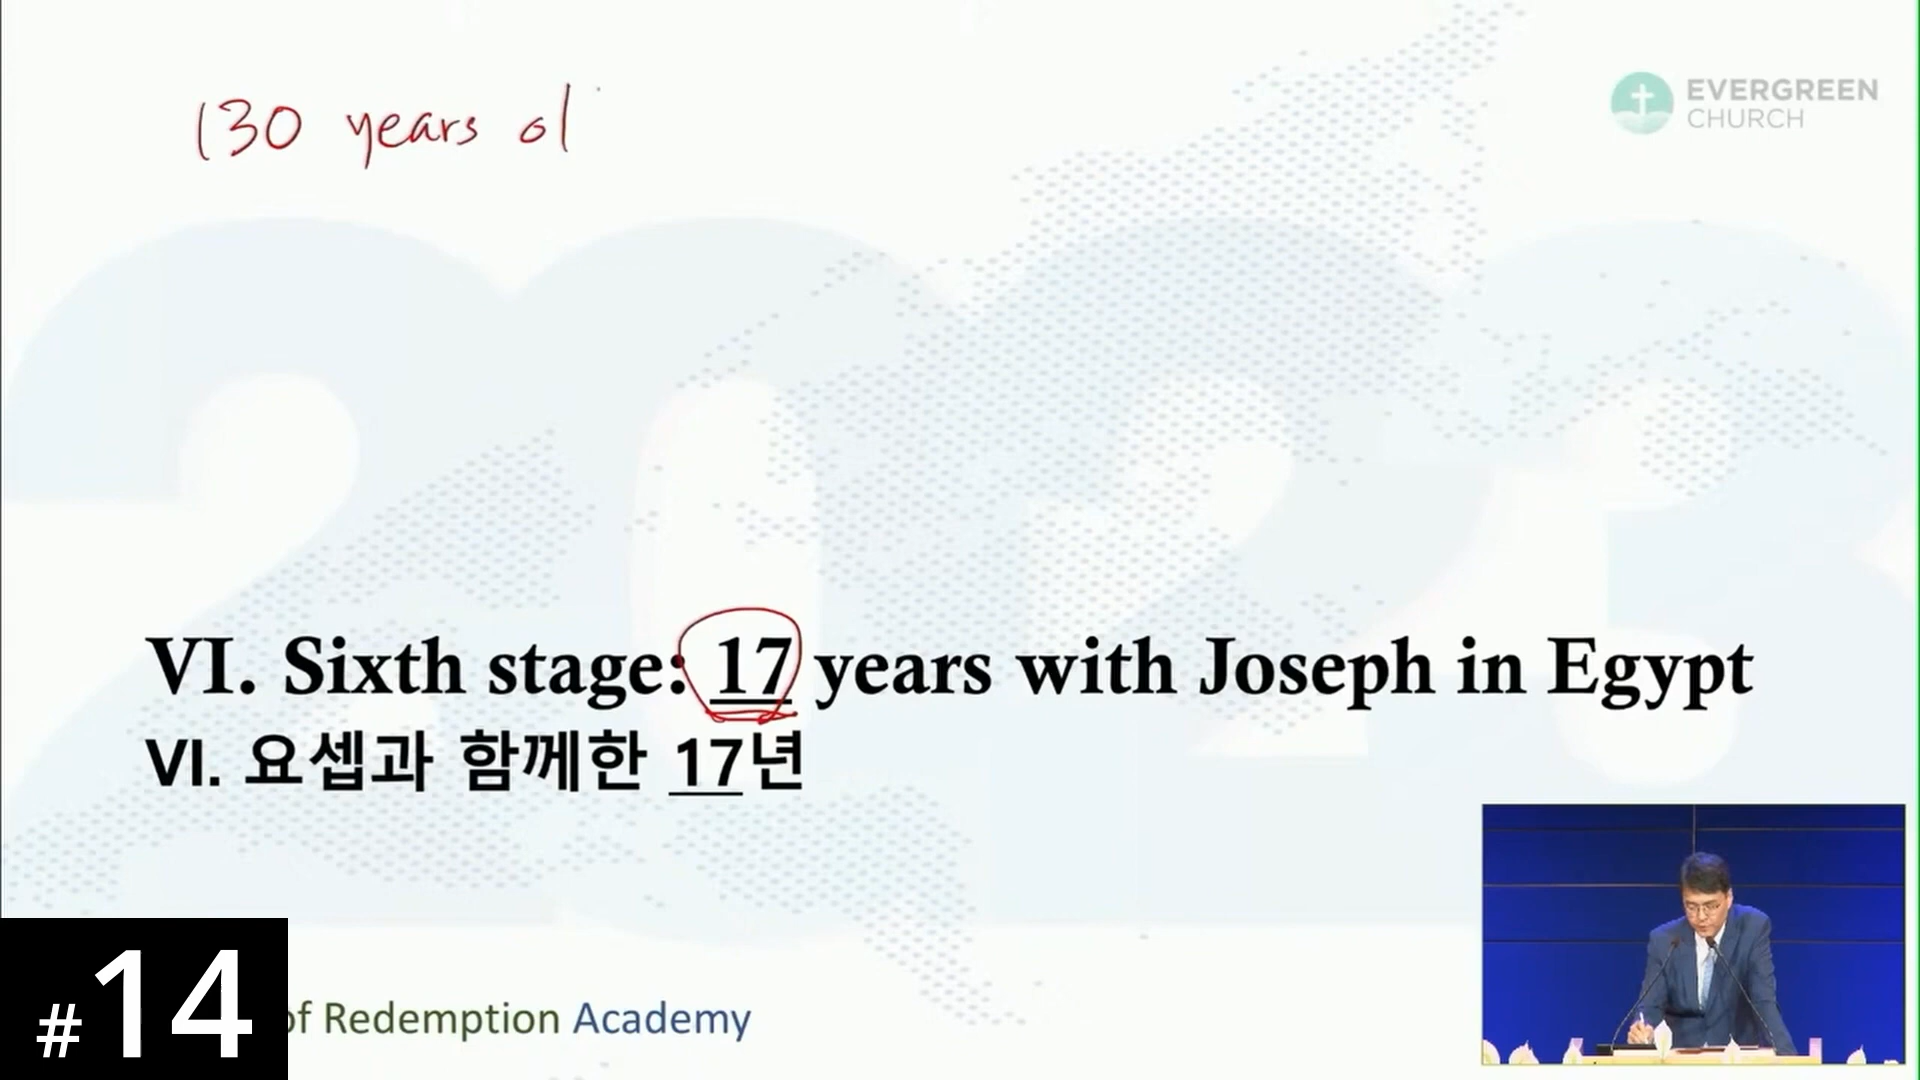 130 years ol
EVERGREEN
CHURCH
VI. Sixth stage: 17 years with Joseph in Egypt
VI. 요셉과 함께한 17년
of Redemption Academy
#14